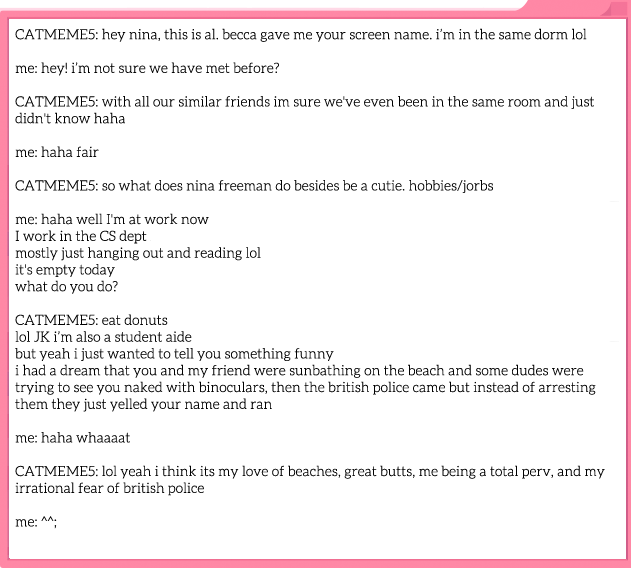 CATMEME5: hey nina, this is al. becca gave me your screen name. i'm in the same dorm lol
me: hey! i'm not sure we have met before?
CATMEME5: with all our similar friends im sure we've even been in the same room and just
didn't know haha
me: haha fair
CATMEME5: so what does nina freeman do besides be a cutie. hobbies/jorbs
me: haha well I'm at work now
I work in the CS dept
mostly just hanging out and reading lol
it's empty today
what do you do?
CATMEME5: eat donuts
lol JK i'm also a student aide
but yeah i just wanted to tell you something funny
i had a dream that you and my friend were sunbathing on the beach and some dudes were
trying to see you naked with binoculars, then the british police came but instead of arresting
them they just yelled your name and ran
me: haha whaaaat
CATMEME5: lol yeah i think its my love of beaches, great butts, me being a total perv, and my
irrational fear of british police
me: ^^;